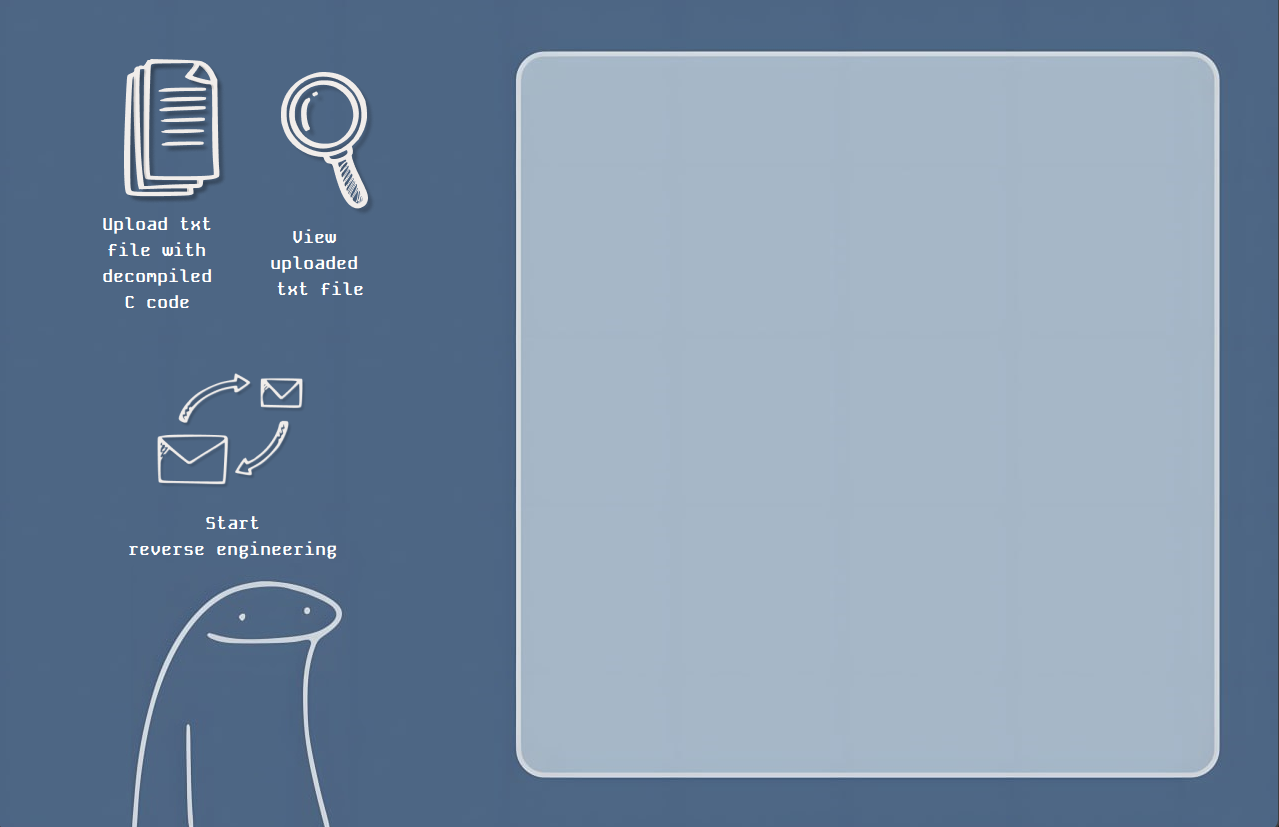 Upload txt
file with
decompiled
C code
View
uploaded
txt file
Start
reverse engineering